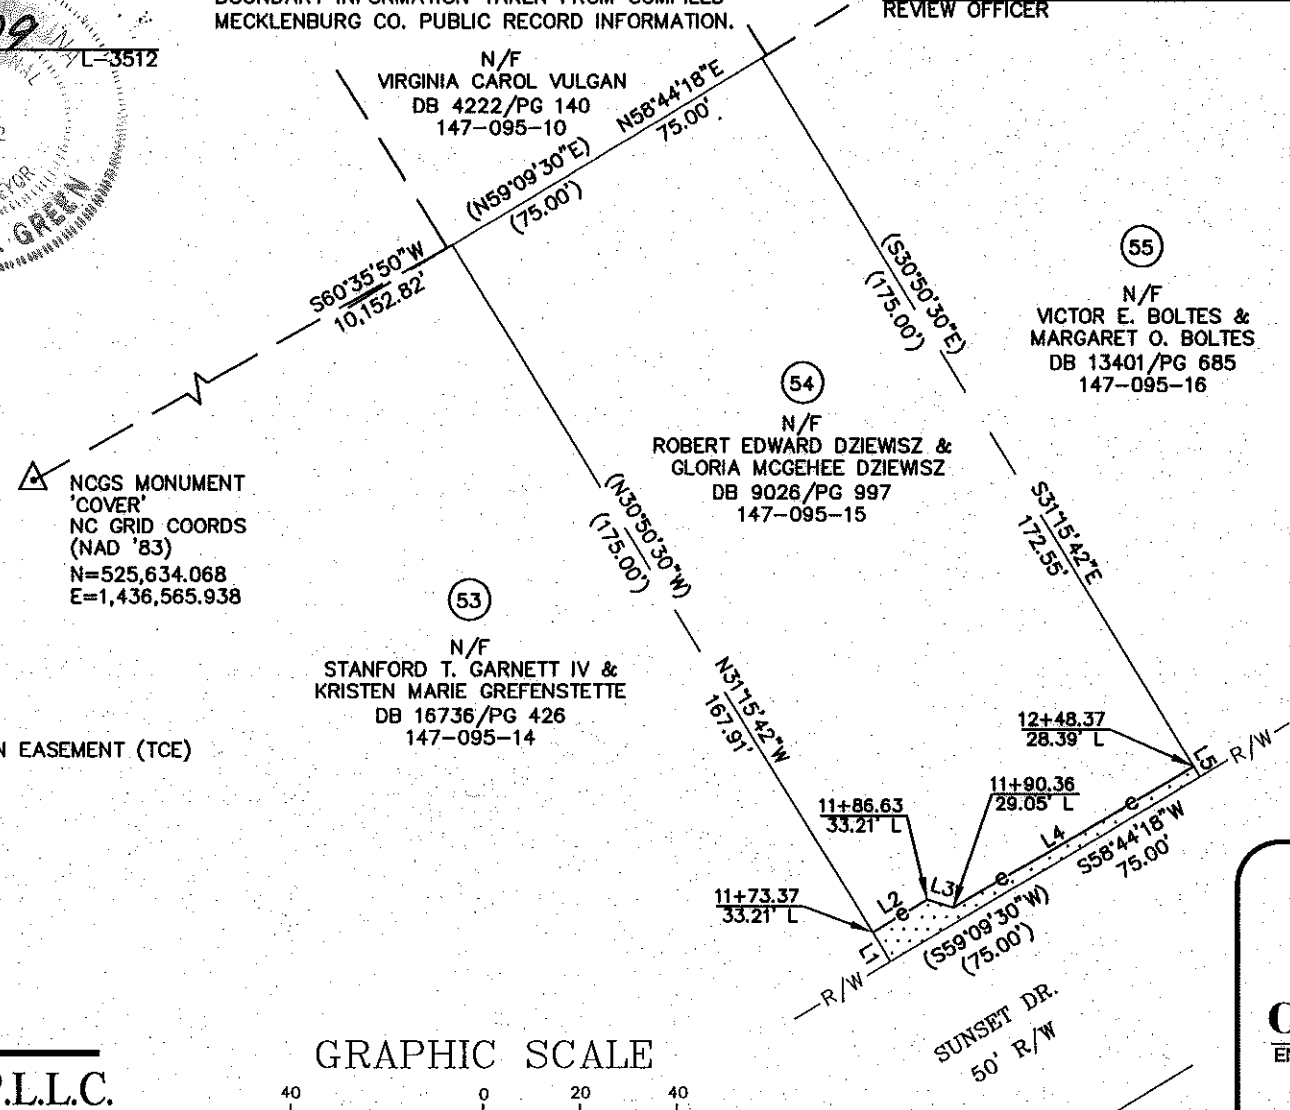 MECKLENBURG CO. PUBLIC RECORD INFORMATION.
REVIEW OFFICER
L-3512
N/F
VIRGINIA CAROL VULGAN
DB 4222/PG 140
147-095-10
N58°44'18"E
75.00'
(N59°09'30"E)
(75.00')
GREEN
S60°35'50"W
10,152.82'
(S30°50'30"E)
(175.00')
55
N/F
VICTOR E. BOLTES &
MARGARET O. BOLTES
DB 13401/PG 685
147-095-16
54
N/F
ROBERT EDWARD DZIEWISZ &
GLORIA MCGEHEE DZIEWISZ
DB 9026/PG 997
147-095-15
NCGS MONUMENT
'COVER'
NC GRID COORDS
(NAD '83)
N=525,634.068
E=1,436,565.938
(N30°50'30"W)
(175.00')
S31°15'42"E
172.55'
53
N/F
STANFORD T. GARNETT IV &
KRISTEN MARIE GREFENSTETTE
DB 16736/PG 426
147-095-14
N31°15'42"W
167.91'
N EASEMENT (TCE)
12+48.37
28.39' L
L5
R/W
11+90.36
29.05' L
11+86.63
33.21' L
e
L4
S58°44'18"W
75.00'
e
11+73.37
33.21' L
L2
e
L3
L1
(S59°09'30"W)
(75.00')
R/W
SUNSET DR.
50' R/W
GRAPHIC SCALE
40 0 20 40
P.L.L.C.